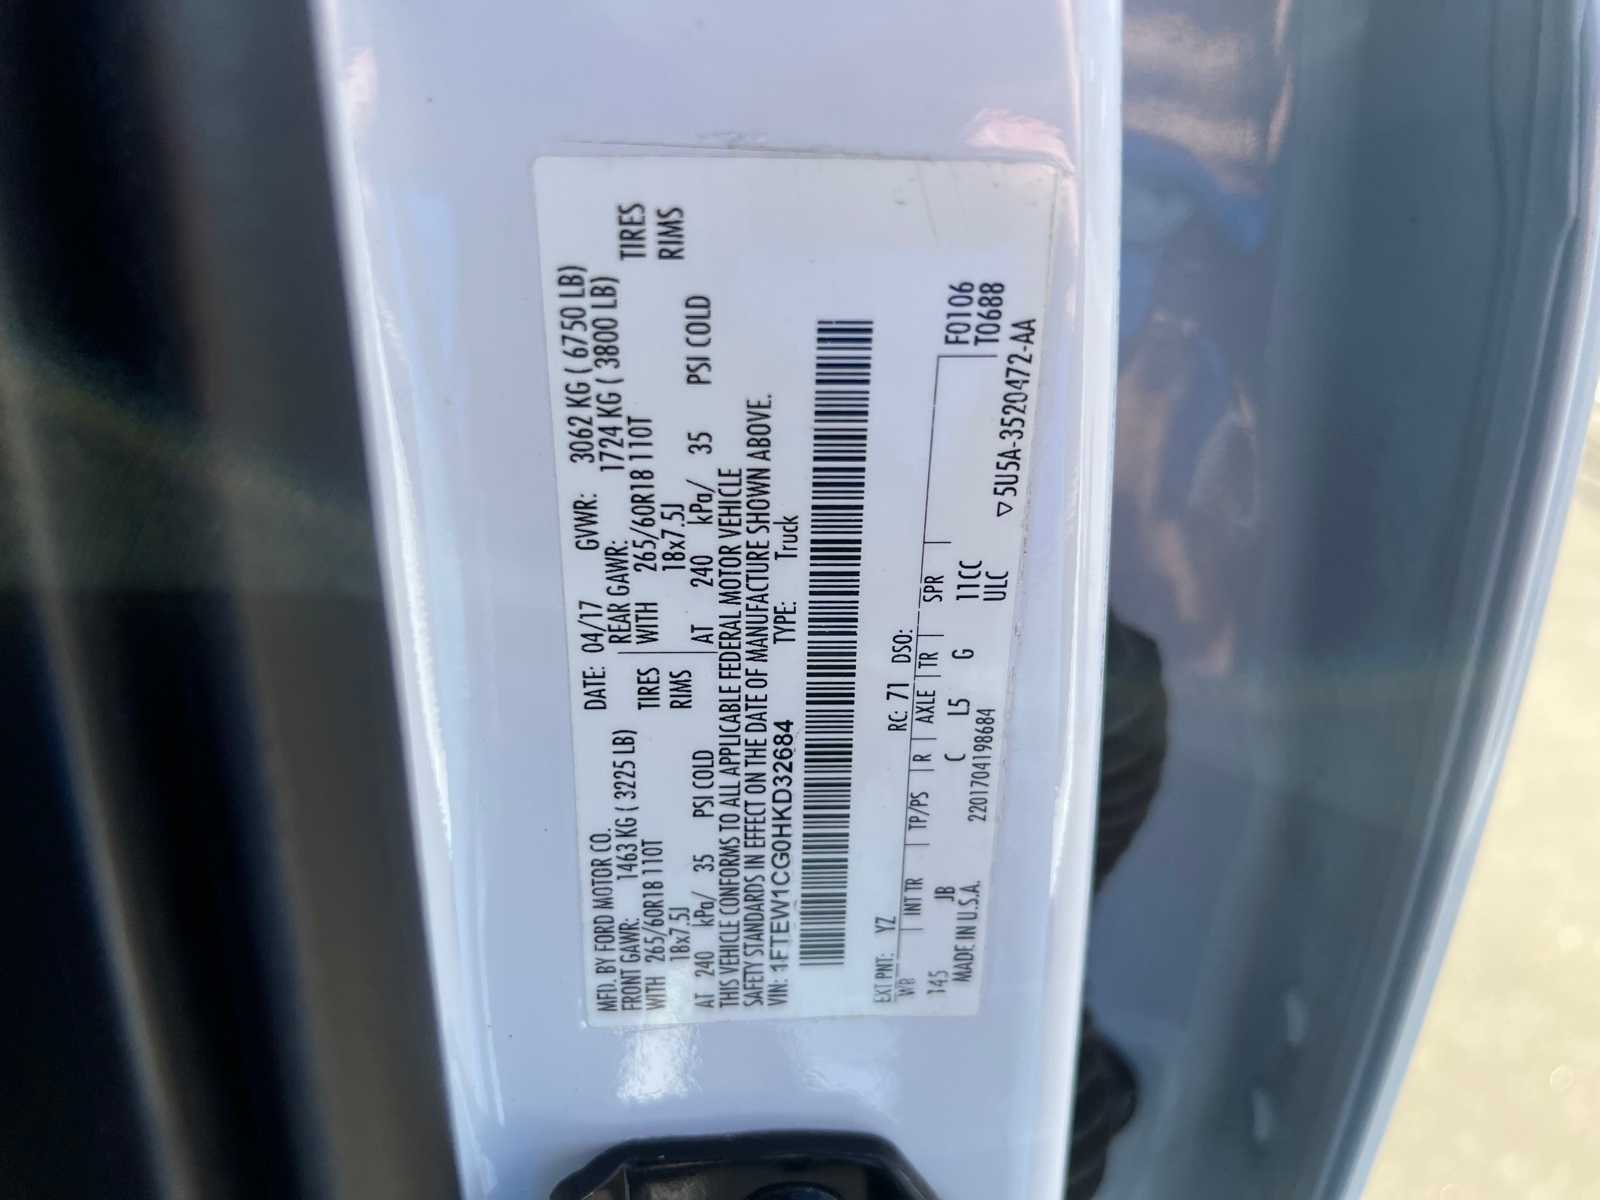 MFD. BY FORD MOTOR CO.
DATE: 04/17 GVWR: 3062 KG ( 6750 LB)
FRONT GAWR: 1463 KG ( 3225 LB) REAR GAWR: 1724 KG ( 3800 LB)
WITH 265/60R18 110T TIRES WITH 265/60R18 110T TIRES
18x7.5J RIMS 18x7.5J RIMS
AT 240 kPa/ 35 PSI COLD AT 240 kPa/ 35 PSI COLD
THIS VEHICLE CONFORMS TO ALL APPLICABLE FEDERAL MOTOR VEHICLE
SAFETY STANDARDS IN EFFECT ON THE DATE OF MANUFACTURE SHOWN ABOVE.
VIN: 1FTEW1CG0HKD32684 TYPE: Truck
EXT PNT: YZ RC: 71 DSO:
WB INT TR TP/PS R AXLE TR SPR F0106
145 JB C L5 G 11CC T0688
ULC
MADE IN U.S.A. 2201704198684 ▽5U5A-3520472-AA